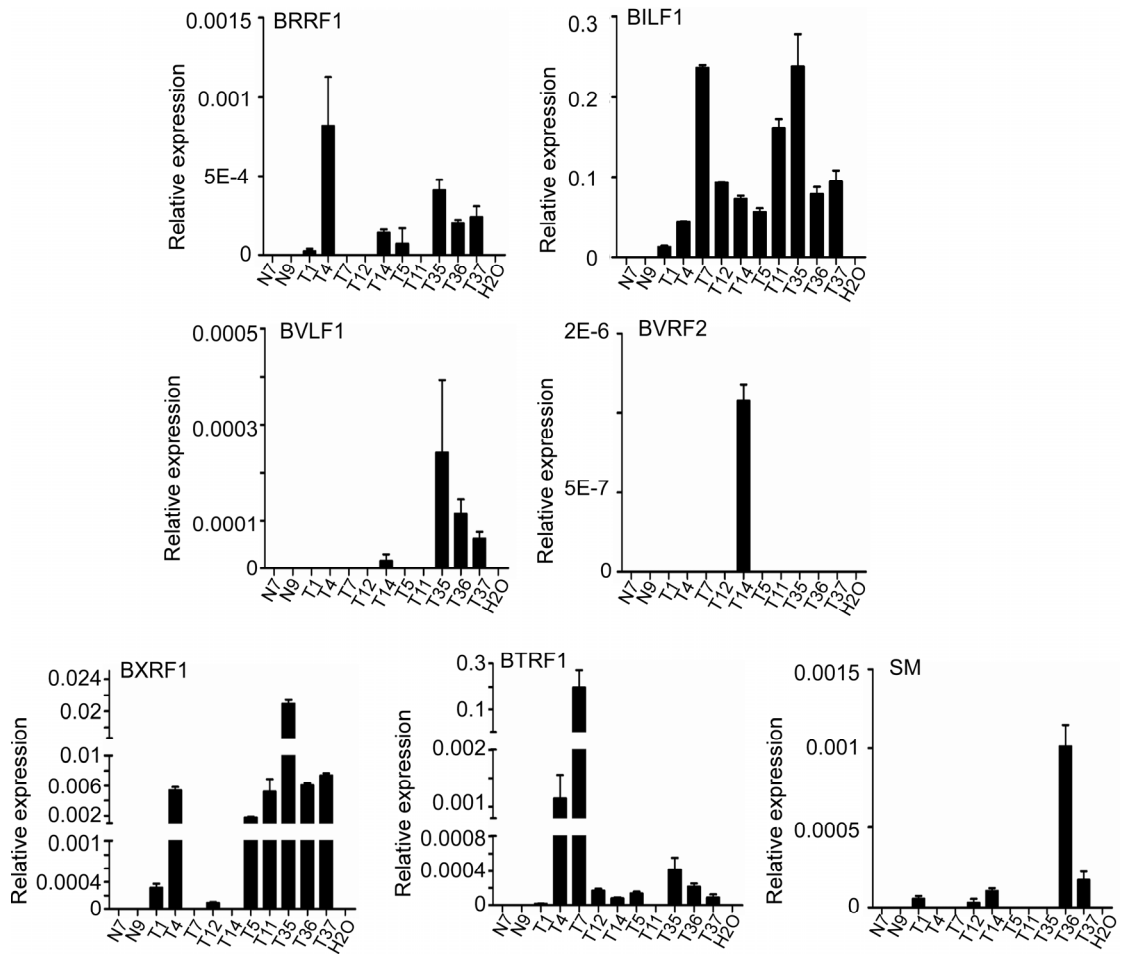 BRRF1
Relative expression
0.0015
0.001
5E-4
0
N7 N9 T1 T4 T7 T12 T14 T5 T11 T35 T36 T37 H2O
BILF1
Relative expression
0.3
0.2
0.1
0
N7 N9 T1 T4 T7 T12 T14 T5 T11 T35 T36 T37 H2O
BVLF1
Relative expression
0.0005
0.0003
0.0001
0
N7 N9 T1 T4 T7 T12 T14 T5 T11 T35 T36 T37 H2O
BVRF2
Relative expression
2E-6
5E-7
0
N7 N9 T1 T4 T7 T12 T14 T5 T11 T35 T36 T37 H2O
BXRF1
Relative expression
0.024
0.02
0.01
0.006
0.002
0.001
0.0004
0
N7 N9 T1 T4 T7 T12 T14 T5 T11 T35 T36 T37 H2O
BTRF1
Relative expression
0.3
0.1
0.002
0.001
0.0008
0.0004
0
N7 N9 T1 T4 T7 T12 T14 T5 T11 T35 T36 T37 H2O
SM
Relative expression
0.0015
0.001
0.0005
0
N7 N9 T1 T4 T7 T12 T14 T5 T11 T35 T36 T37 H2O